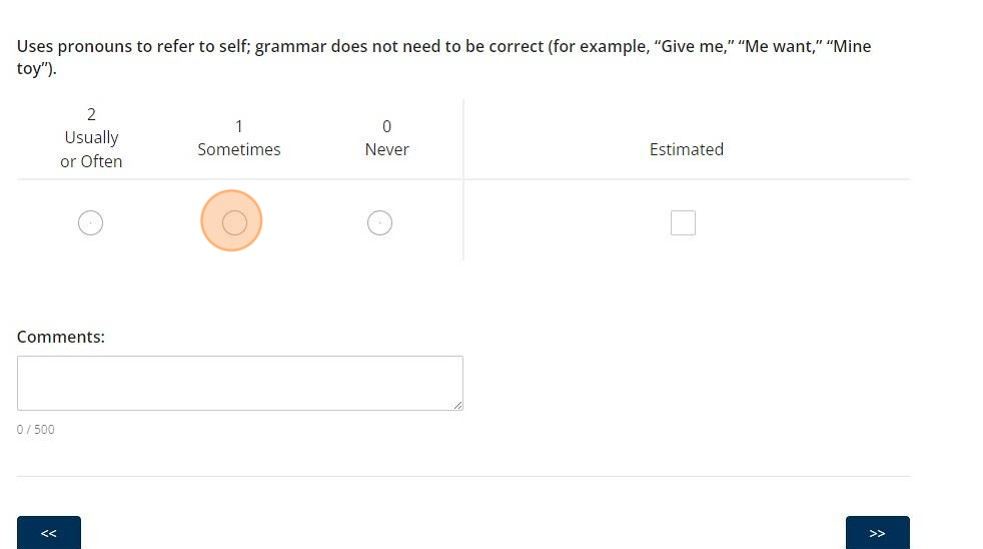 Uses pronouns to refer to self; grammar does not need to be correct (for example, “Give me,” “Me want,” “Mine
toy”).
2
Usually
or Often
1
Sometimes
0
Never
Estimated
Comments:
0 / 500
<<
>>